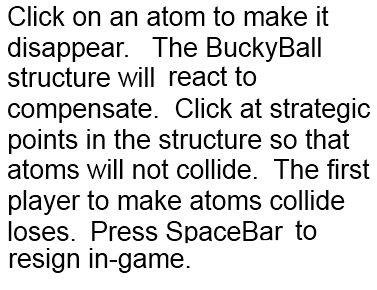 Click on an atom to make it
disappear.   The BuckyBall
structure will  react to
compensate.  Click at strategic
points in the structure so that
atoms will not collide.  The first
player to make atoms collide
loses.  Press SpaceBar  to
resign in-game.